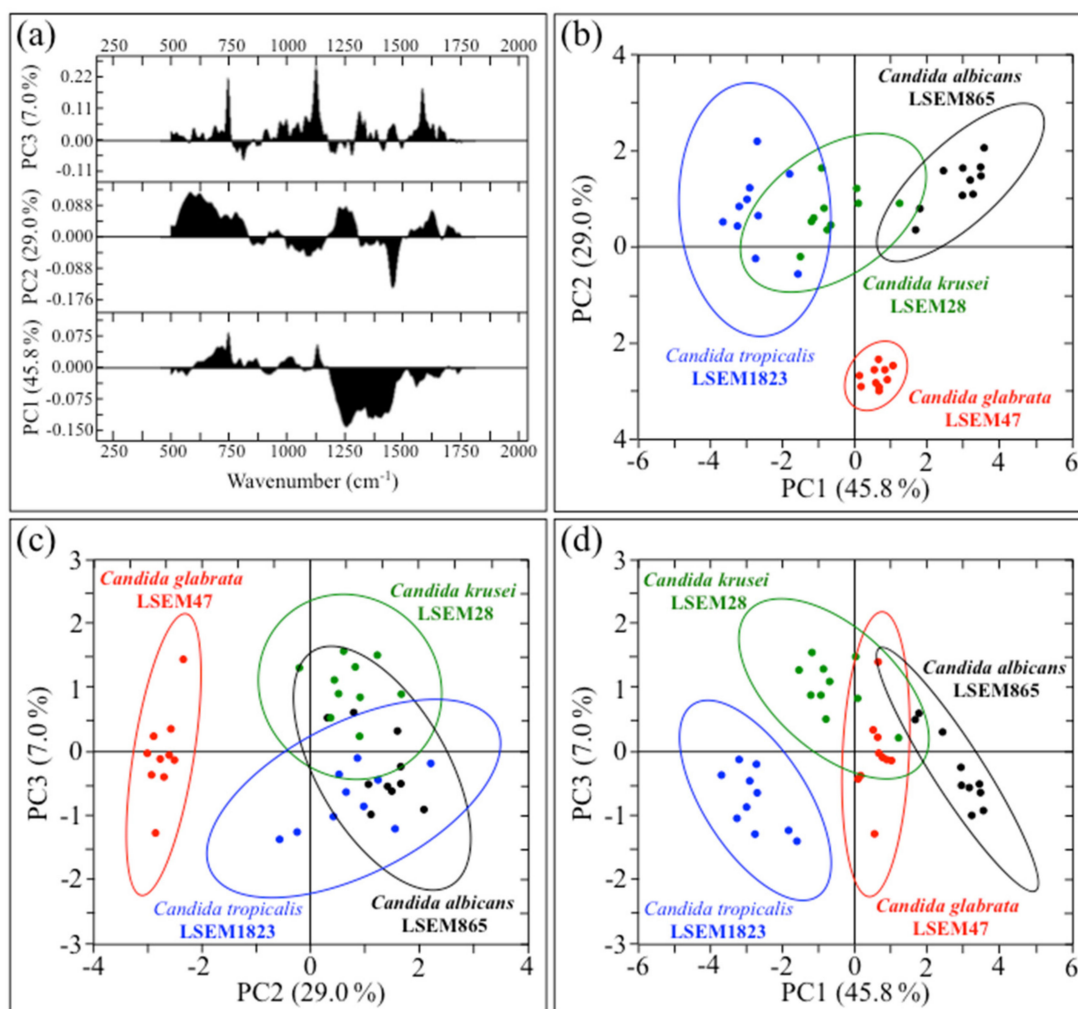 (a)
250 500 750 1000 1250 1500 1750 2000
PC3 (7.0 %)
0.22
0.11
0.00
-0.11
PC2 (29.0 %)
0.088
0.000
-0.088
-0.176
PC1 (45.8 %)
0.075
0.000
-0.075
-0.150
250 500 750 1000 1250 1500 1750 2000
Wavenumber (cm⁻¹)
(b)
4
2
0
2
4
PC2 (29.0 %)
Candida albicans
LSEM865
Candida krusei
LSEM28
Candida tropicalis
LSEM1823
Candida glabrata
LSEM47
-6 -4 -2 0 2 4 6
PC1 (45.8 %)
(c)
3
2
1
0
-1
-2
-3
PC3 (7.0 %)
Candida glabrata
LSEM47
Candida krusei
LSEM28
Candida tropicalis
LSEM1823
Candida albicans
LSEM865
-4 -2 0 2 4
PC2 (29.0 %)
(d)
3
2
1
0
-1
-2
-3
PC3 (7.0 %)
Candida krusei
LSEM28
Candida albicans
LSEM865
Candida tropicalis
LSEM1823
Candida glabrata
LSEM47
-6 -4 -2 0 2 4 6
PC1 (45.8 %)